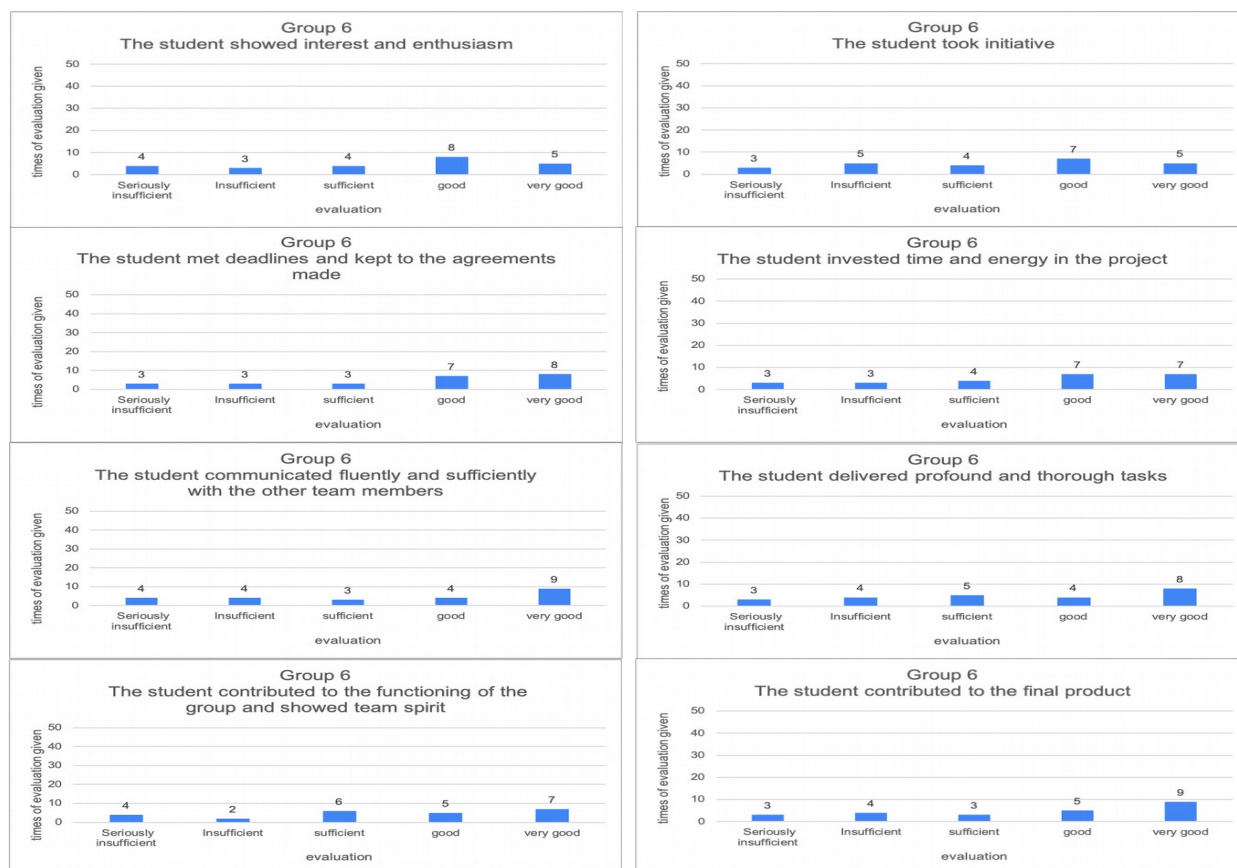 Group 6
The student showed interest and enthusiasm
times of evaluation given
50
40
30
20
10
0
4
3
4
8
5
Seriously
insufficient
Insufficient
sufficient
good
very good
evaluation
Group 6
The student took initiative
times of evaluation given
50
40
30
20
10
0
3
5
4
7
5
Seriously
insufficient
Insufficient
sufficient
good
very good
evaluation
Group 6
The student met deadlines and kept to the agreements
made
times of evaluation given
50
40
30
20
10
0
3
3
3
7
8
Seriously
insufficient
Insufficient
sufficient
good
very good
evaluation
Group 6
The student invested time and energy in the project
times of evaluation given
50
40
30
20
10
0
3
3
4
7
7
Seriously
insufficient
Insufficient
sufficient
good
very good
evaluation
Group 6
The student communicated fluently and sufficiently
with the other team members
times of evaluation given
50
40
30
20
10
0
4
4
3
4
9
Seriously
insufficient
Insufficient
sufficient
good
very good
evaluation
Group 6
The student delivered profound and thorough tasks
times of evaluation given
50
40
30
20
10
0
3
4
5
4
8
Seriously
insufficient
Insufficient
sufficient
good
very good
evaluation
Group 6
The student contributed to the functioning of the
group and showed team spirit
times of evaluation given
50
40
30
20
10
0
4
2
6
5
7
Seriously
insufficient
Insufficient
sufficient
good
very good
evaluation
Group 6
The student contributed to the final product
times of evaluation given
50
40
30
20
10
0
3
4
3
5
9
Seriously
insufficient
Insufficient
sufficient
good
very good
evaluation